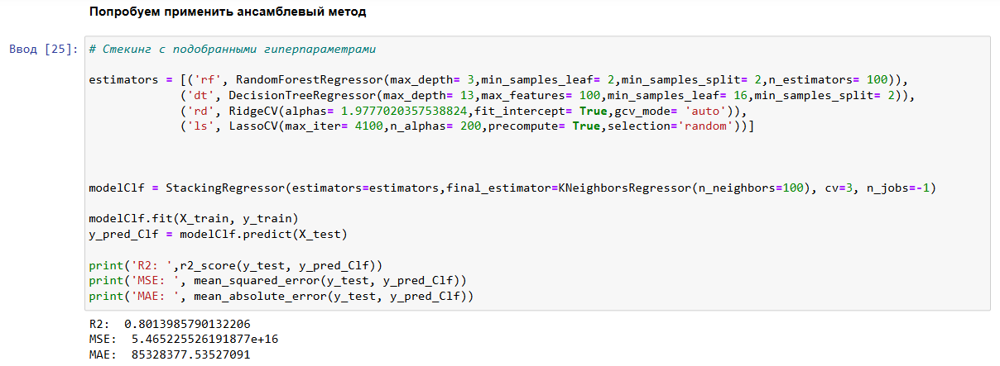 Попробуем применить ансамблевый метод
Ввод [25]: # Стекинг с подобранными гиперпараметрами
estimators = [('rf', RandomForestRegressor(max_depth= 3,min_samples_leaf= 2,min_samples_split= 2,n_estimators= 100)),
('dt', DecisionTreeRegressor(max_depth= 13,max_features= 100,min_samples_leaf= 16,min_samples_split= 2)),
('rd', RidgeCV(alphas= 1.9777020357538824,fit_intercept= True,gcv_mode= 'auto')),
('ls', LassoCV(max_iter= 4100,n_alphas= 200,precompute= True,selection='random'))]
modelClf = StackingRegressor(estimators=estimators,final_estimator=KNeighborsRegressor(n_neighbors=100), cv=3, n_jobs=-1)
modelClf.fit(X_train, y_train)
y_pred_Clf = modelClf.predict(X_test)
print('R2: ',r2_score(y_test, y_pred_Clf))
print('MSE: ', mean_squared_error(y_test, y_pred_Clf))
print('MAE: ', mean_absolute_error(y_test, y_pred_Clf))
R2:  0.8013985790132206
MSE:  5.465225526191877e+16
MAE:  85328377.53527091